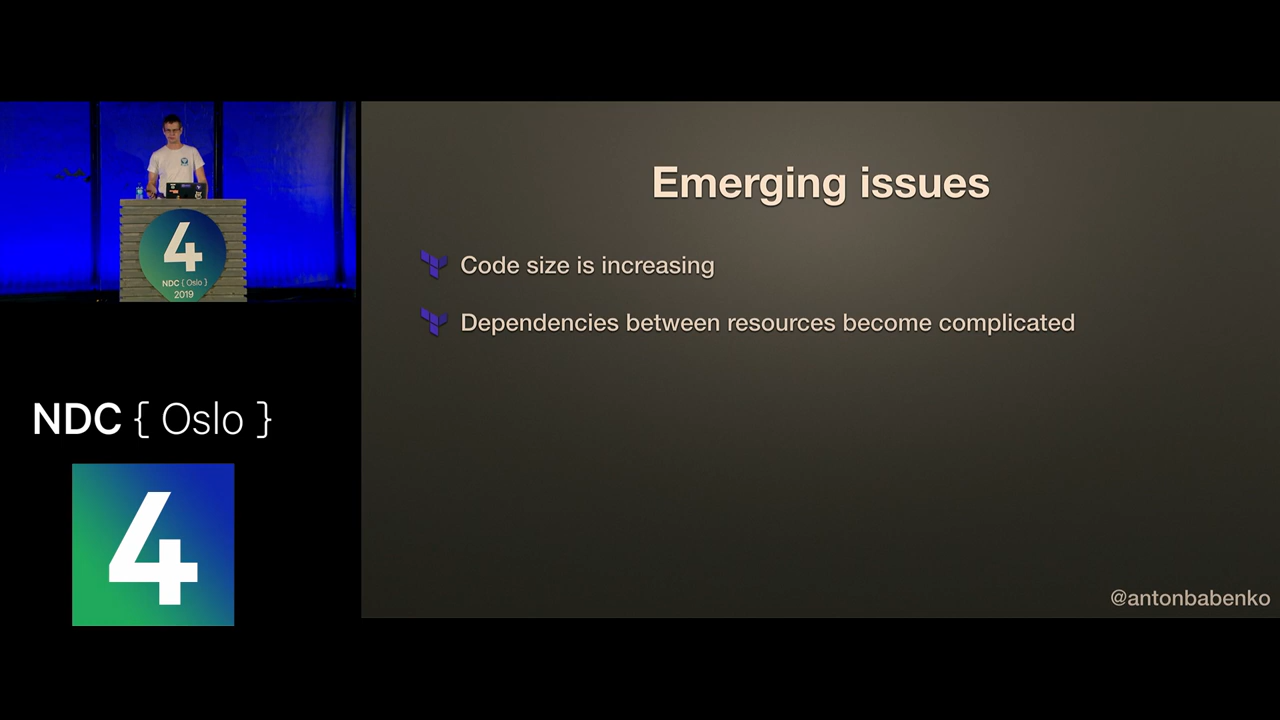 Emerging issues
Code size is increasing
Dependencies between resources become complicated
@antonbabenko
4
NDC { Oslo }
2019
NDC { Oslo }
4